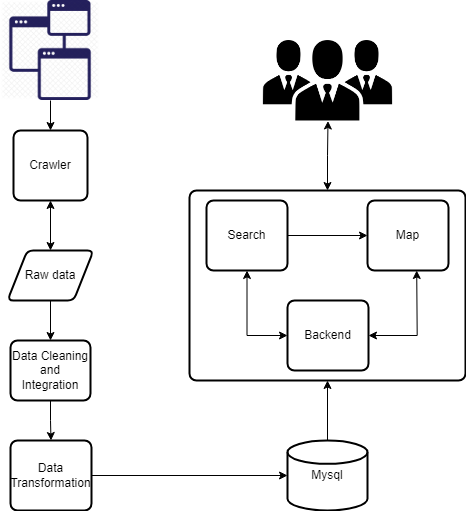 Crawler
Raw data
Data Cleaning
and
Integration
Data
Transformation
Search
Map
Backend
Mysql